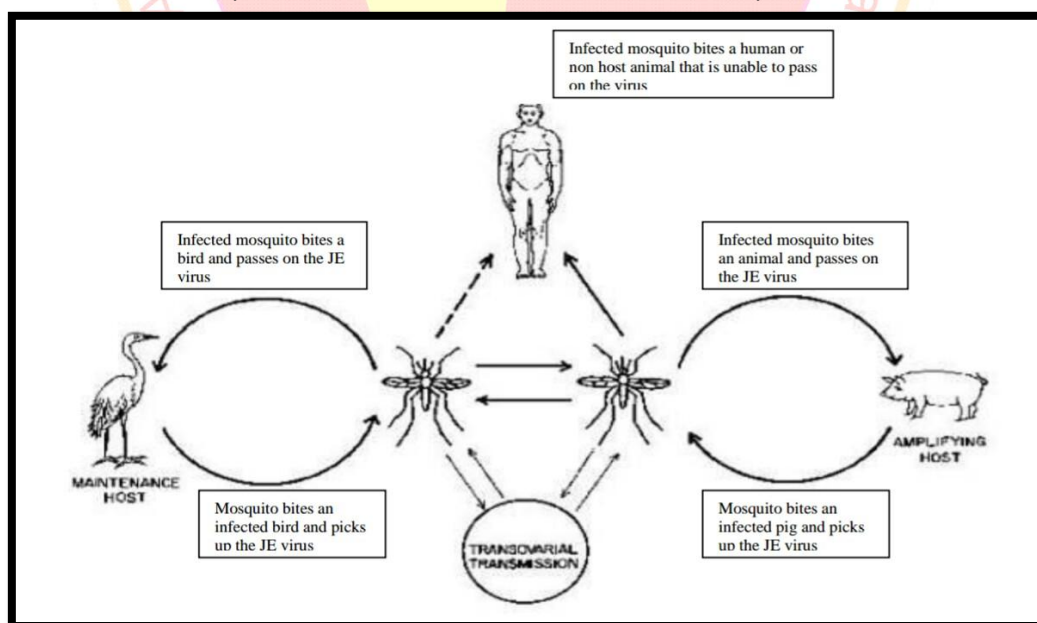 Infected mosquito bites a human or
non host animal that is unable to pass
on the virus
Infected mosquito bites a
bird and passes on the JE
virus
Infected mosquito bites
an animal and passes on
the JE virus
MAINTENANCE
HOST
AMPLIFYING
HOST
Mosquito bites an
infected bird and picks
up the JE virus
Mosquito bites an
infected pig and picks
up the JE virus
TRANSOVARIAL
TRANSMISSION